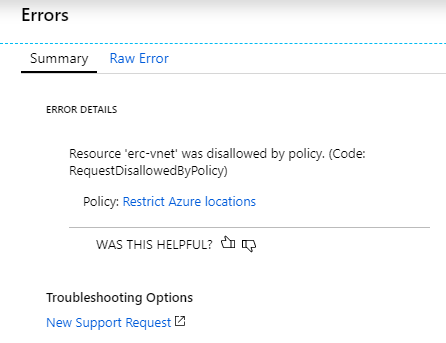 Errors
Summary
Raw Error
ERROR DETAILS
Resource 'erc-vnet' was disallowed by policy. (Code:
RequestDisallowedByPolicy)
Policy: Restrict Azure locations
WAS THIS HELPFUL?
Troubleshooting Options
New Support Request